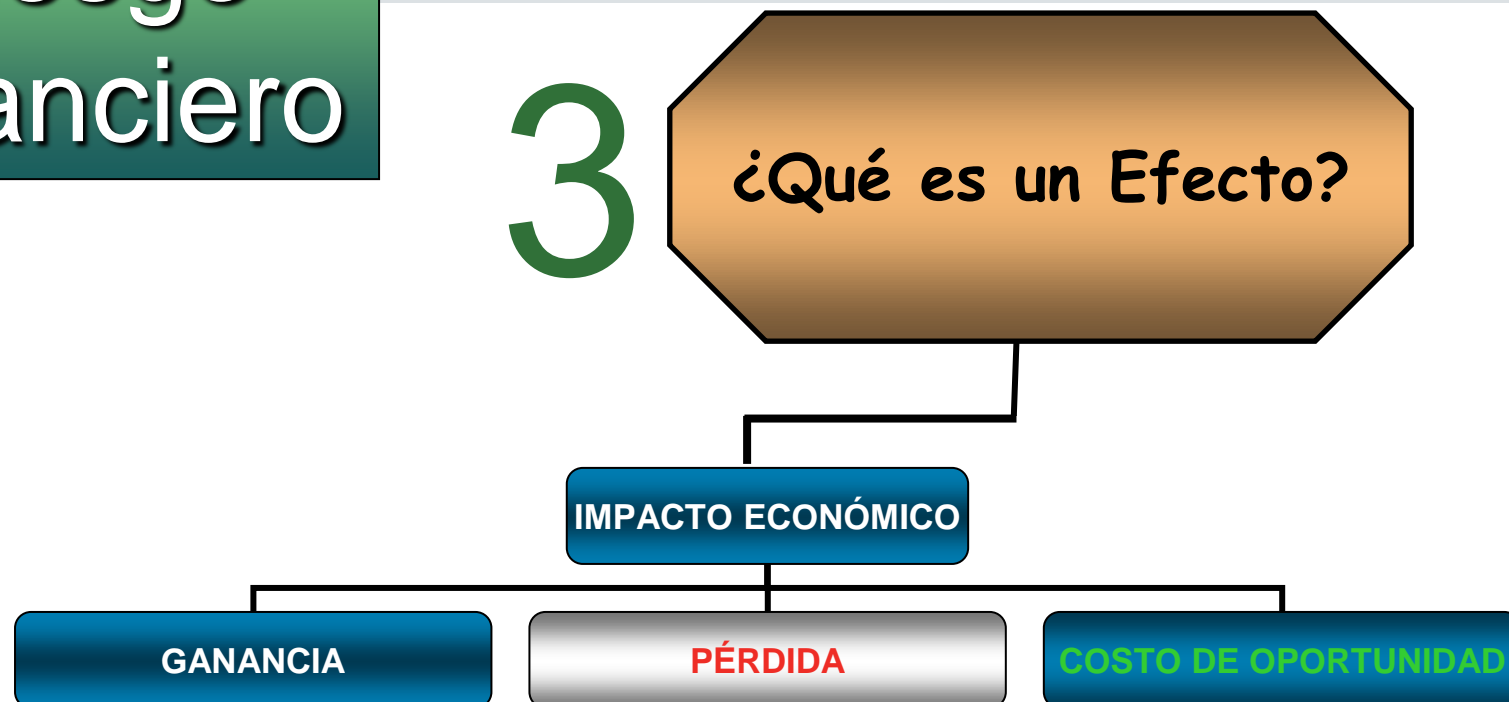 anciero
3
¿Qué es un Efecto?
IMPACTO ECONÓMICO
GANANCIA
PÉRDIDA
COSTO DE OPORTUNIDAD